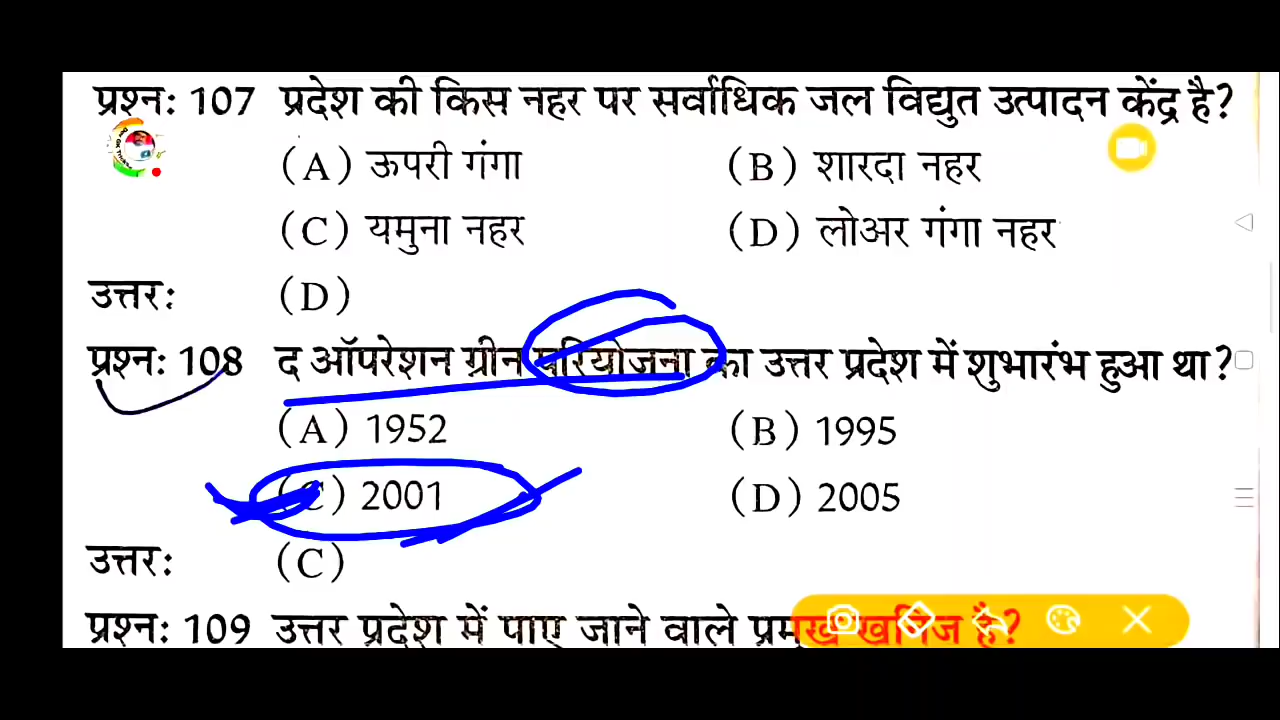 प्रश्न: 107 प्रदेश की किस नहर पर सर्वाधिक जल विद्युत उत्पादन केंद्र है?
(A) ऊपरी गंगा (B) शारदा नहर
(C) यमुना नहर (D) लोअर गंगा नहर
उत्तर: (D)
प्रश्न: 108 द ऑपरेशन ग्रीन परियोजना का उत्तर प्रदेश में शुभारंभ हुआ था?
(A) 1952 (B) 1995
(C) 2001 (D) 2005
उत्तर: (C)
प्रश्न: 109 उत्तर प्रदेश में पाए जाने वाले प्रमुख खनिज हैं?